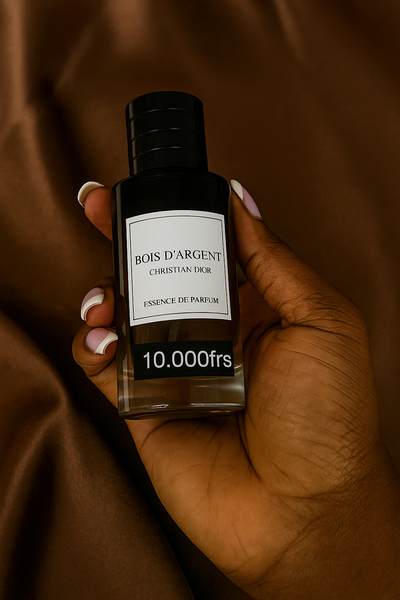 BOIS D'ARGENT
CHRISTIAN DIOR
ESSENCE DE PARFUM
10.000frs